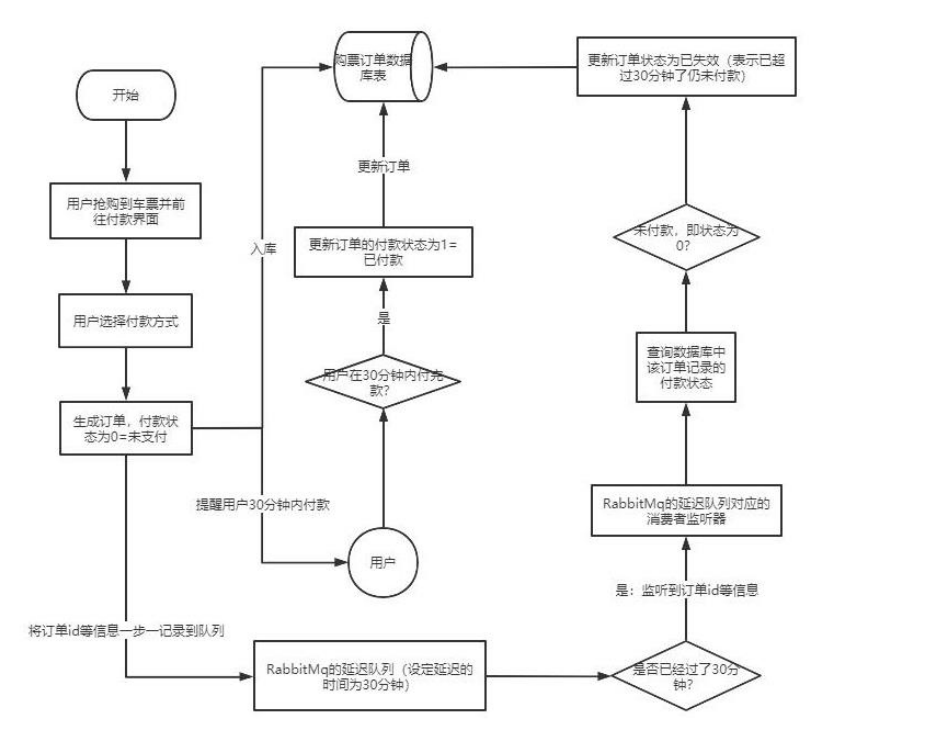 开始
用户抢购到车票并前
往付款界面
用户选择付款方式
生成订单，付款状
态为0=未支付
入库
提醒用户30分钟内付款
将订单id等信息一步一记录到队列
购票订单数据
库表
更新订单
更新订单的付款状态为1=
已付款
是
用户在30分钟内付完
款？
用户
RabbitMq的延迟队列（设定延迟的
时间为30分钟）
更新订单状态为已失效（表示已超
过30分钟了仍未付款）
未付款，即状态为
0？
查询数据库中
该订单记录的
付款状态
RabbitMq的延迟队列对应的
消费者监听器
是：监听到订单id等信息
是否已经过了30分
钟？